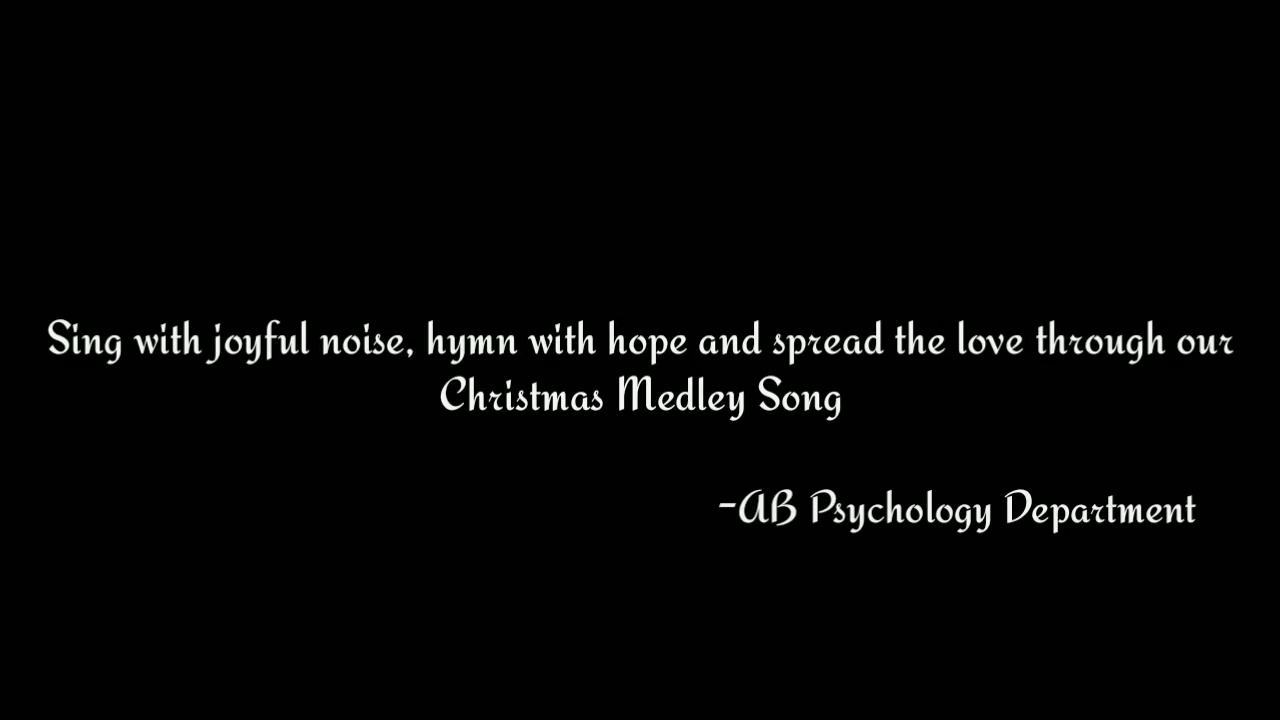 Sing with joyful noise, hymn with hope and spread the love through our
Christmas Medley Song
-AB Psychology Department